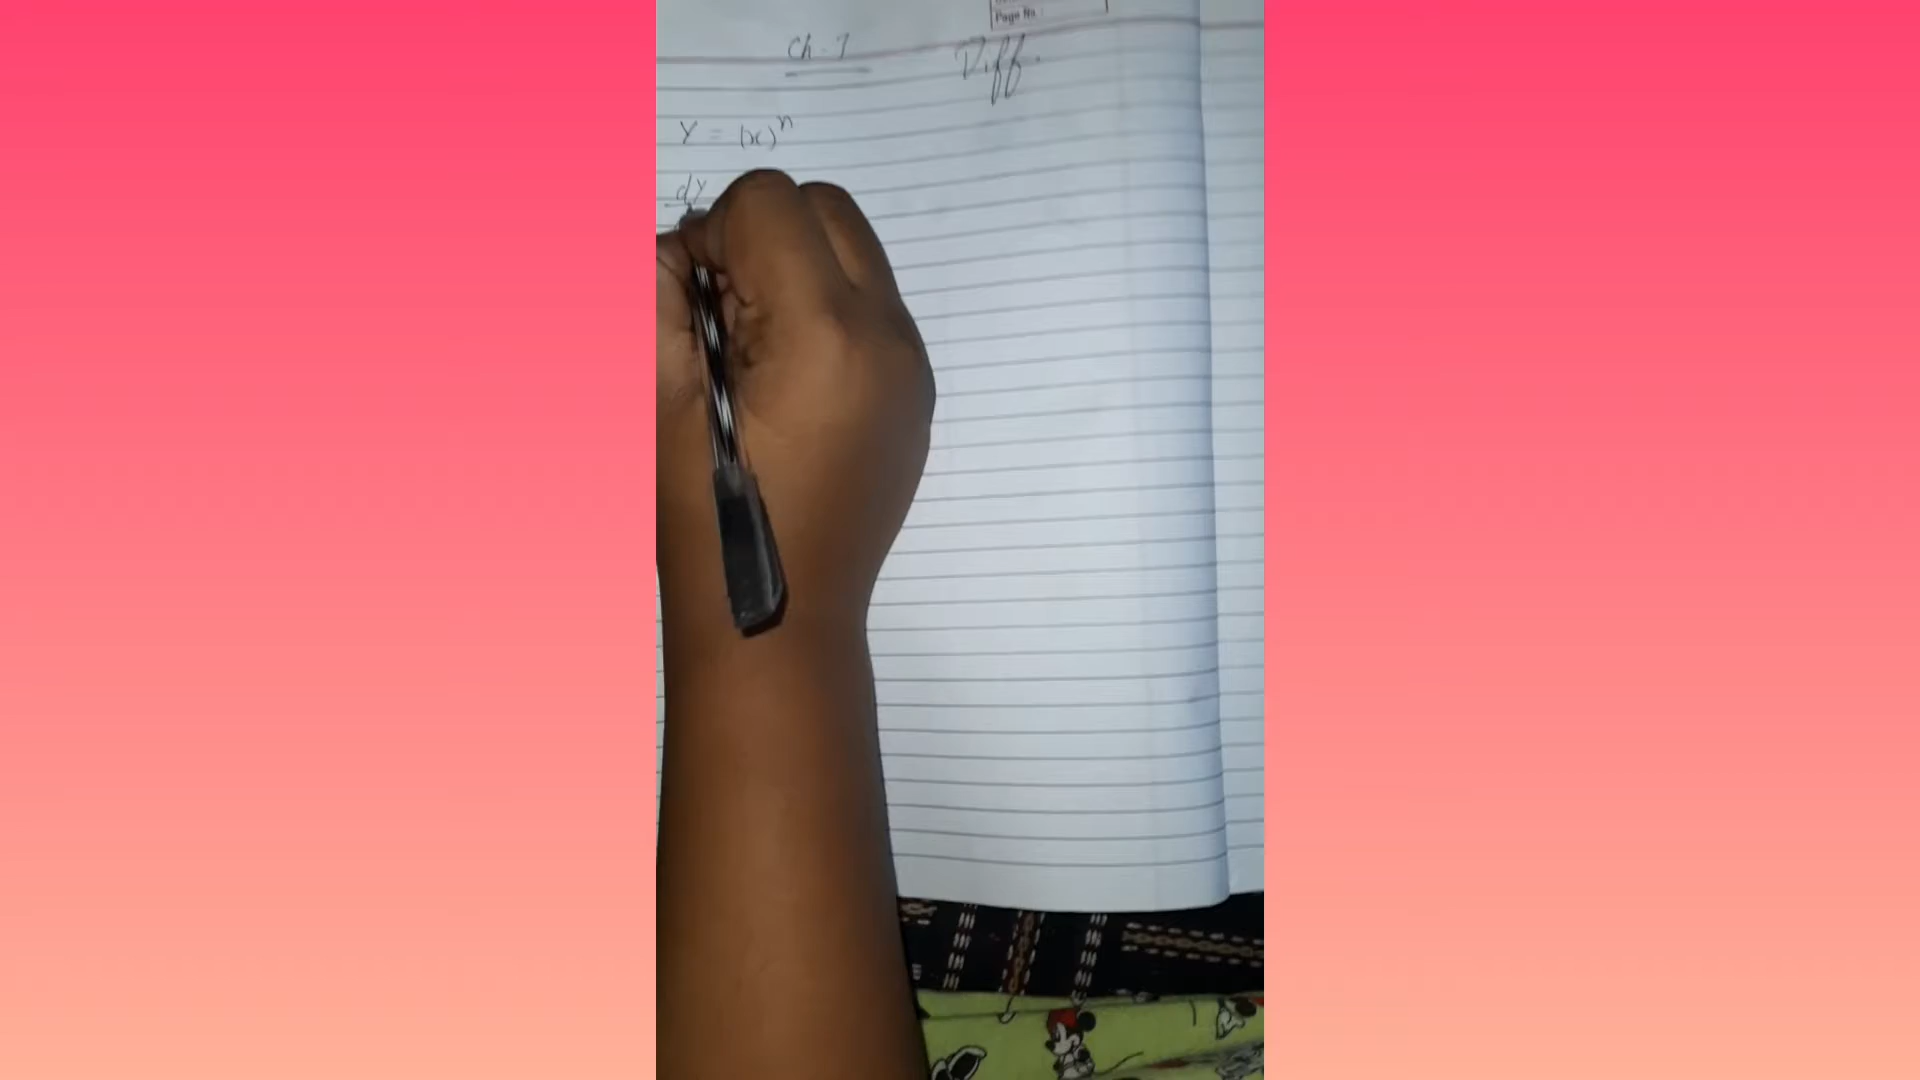 Page No. :
Ch. 7 Diff.
y = (x)^n
dy